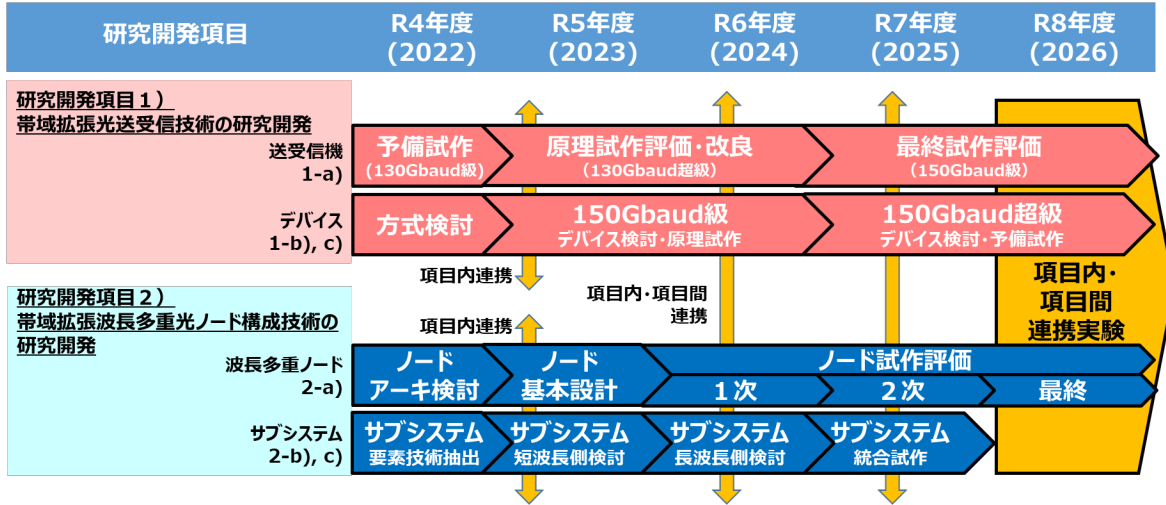 研究開発項目
R4年度
(2022)
R5年度
(2023)
R6年度
(2024)
R7年度
(2025)
R8年度
(2026)
研究開発項目１）
帯域拡張光送受信技術の研究開発
送受信機
1-a)
予備試作
(130Gbaud級)
原理試作評価・改良
（130Gbaud超級）
最終試作評価
（150Gbaud級）
デバイス
1-b), c)
方式検討
150Gbaud級
デバイス検討・原理試作
150Gbaud超級
デバイス検討・予備試作
項目内連携
項目内・項目間
連携
項目内・
項目間
連携実験
研究開発項目２）
帯域拡張波長多重光ノード構成技術の
研究開発
項目内連携
波長多重ノード
2-a)
ノード
アーキ検討
ノード
基本設計
ノード試作評価
１次
２次
最終
サブシステム
2-b), c)
サブシステム
要素技術抽出
サブシステム
短波長側検討
サブシステム
長波長側検討
サブシステム
統合試作